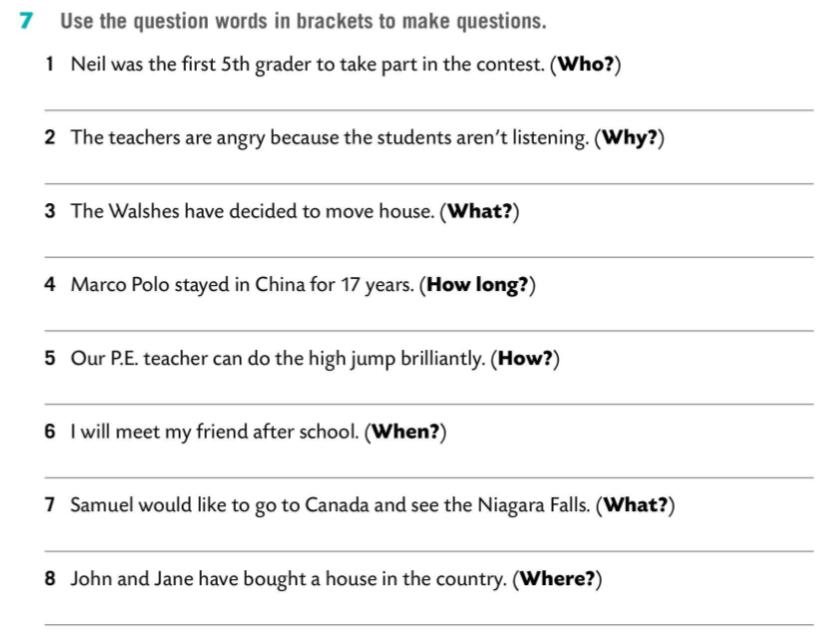 7 Use the question words in brackets to make questions.
1 Neil was the first 5th grader to take part in the contest. (Who?)
2 The teachers are angry because the students aren't listening. (Why?)
3 The Walshes have decided to move house. (What?)
4 Marco Polo stayed in China for 17 years. (How long?)
5 Our P.E. teacher can do the high jump brilliantly. (How?)
6 I will meet my friend after school. (When?)
7 Samuel would like to go to Canada and see the Niagara Falls. (What?)
8 John and Jane have bought a house in the country. (Where?)